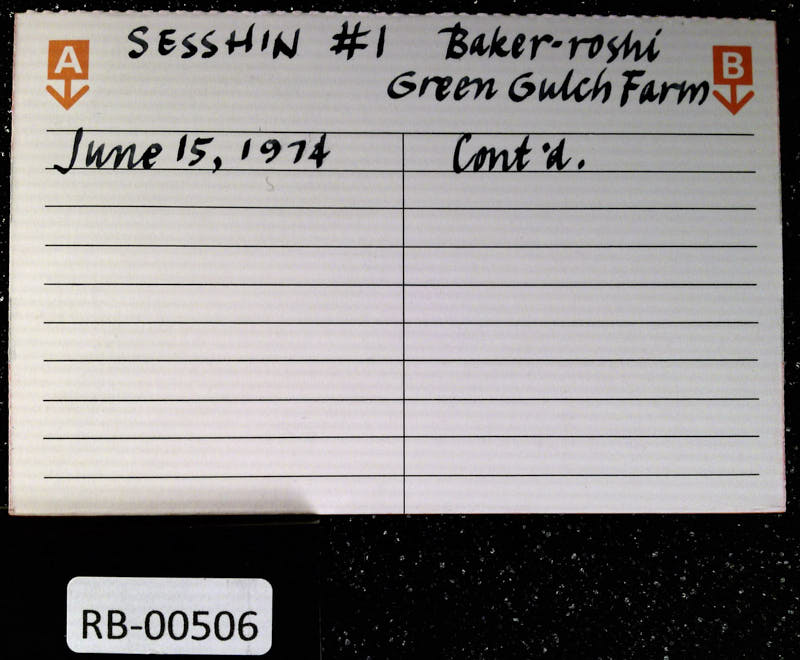 A SESSHIN #1 Baker-roshi B
Green Gulch Farm
June 15, 1974 Cont'd.
RB-00506